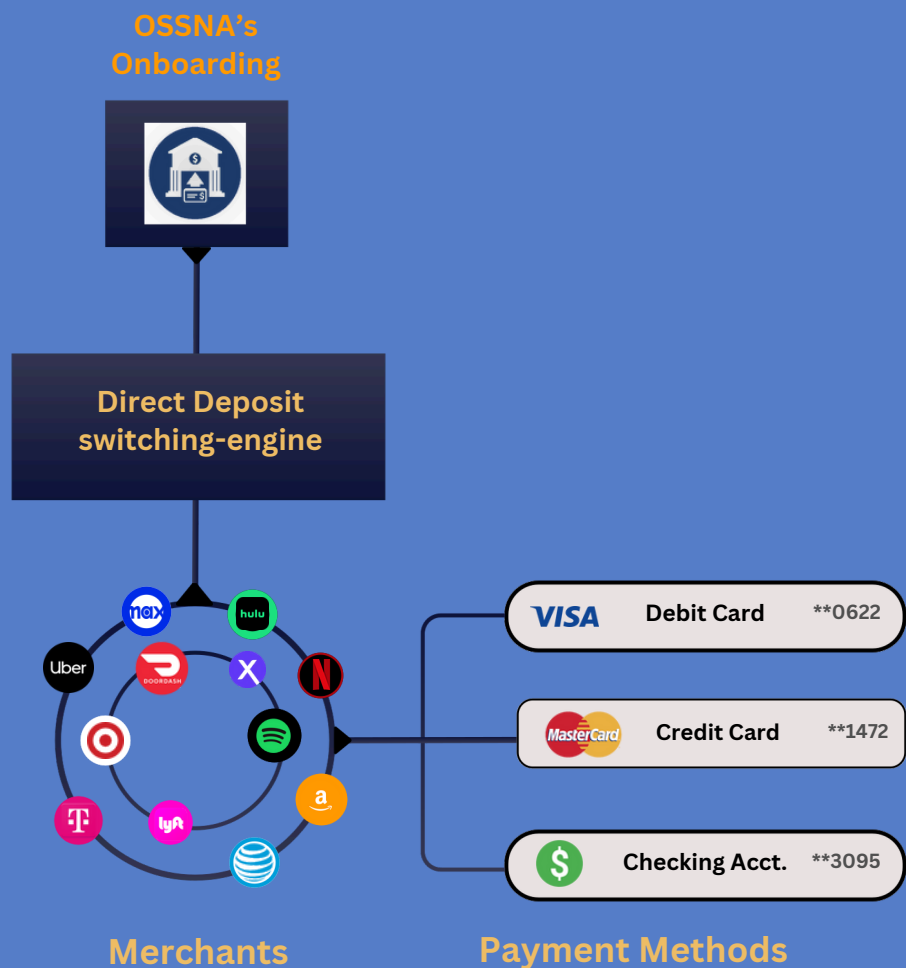 OSSNA's
Onboarding
$
$
Direct Deposit
switching-engine
max
hulu
Uber
DOORDASH
X
N
T
lyft
a
VISA Debit Card **0622
MasterCard Credit Card **1472
$ Checking Acct. **3095
Merchants
Payment Methods